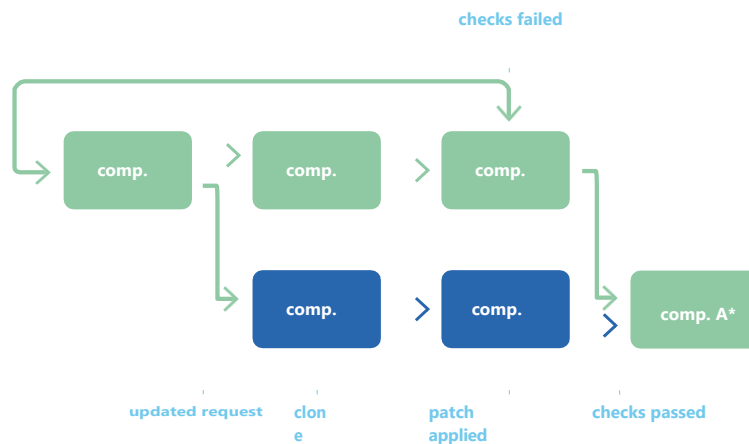 checks failed
comp.
comp.
comp.
comp.
comp.
comp. A*
updated request
clon
e
patch
applied
checks passed